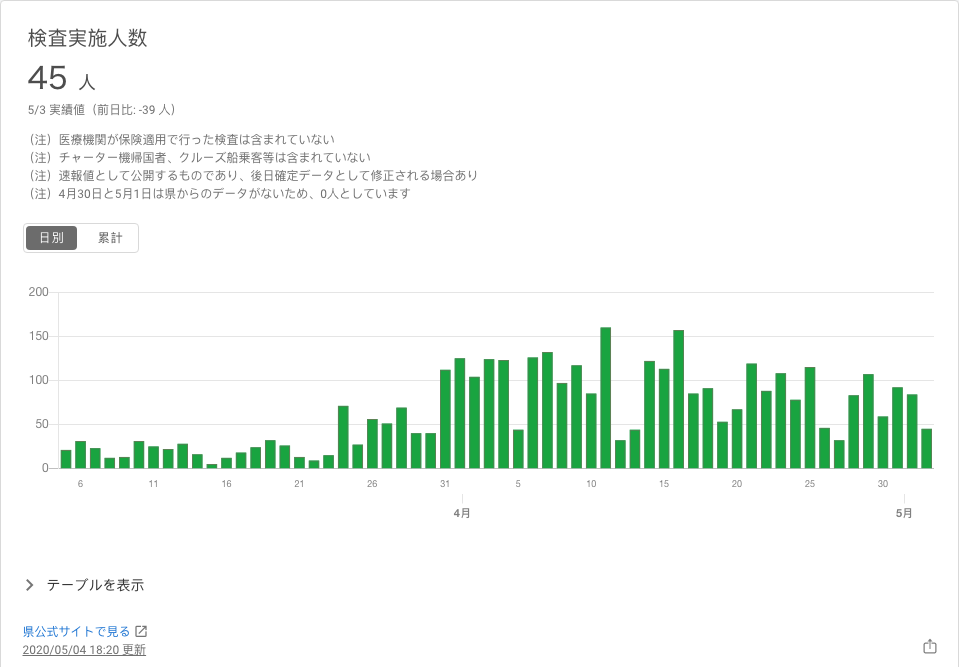 検査実施人数
45 人
5/3 実績値（前日比: -39 人）
（注）医療機関が保険適用で行った検査は含まれていない
（注）チャーター機帰国者、クルーズ船乗客等は含まれていない
（注）速報値として公開するものであり、後日確定データとして修正される場合あり
（注）4月30日と5月1日は県からのデータがないため、0人としています
日別 累計
200
150
100
50
0
6 11 16 21 26 31 5 10 15 20 25 30
4月 5月
テーブルを表示
県公式サイトで見る
2020/05/04 18:20 更新